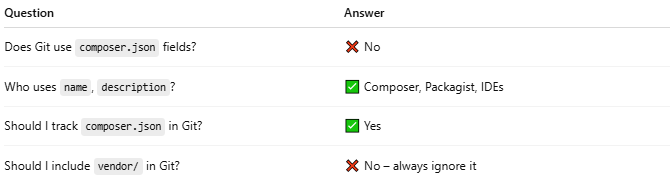 Question Answer
Does Git use composer.json fields? ❌ No
Who uses name, description? ✅ Composer, Packagist, IDEs
Should I track composer.json in Git? ✅ Yes
Should I include vendor/ in Git? ❌ No – always ignore it